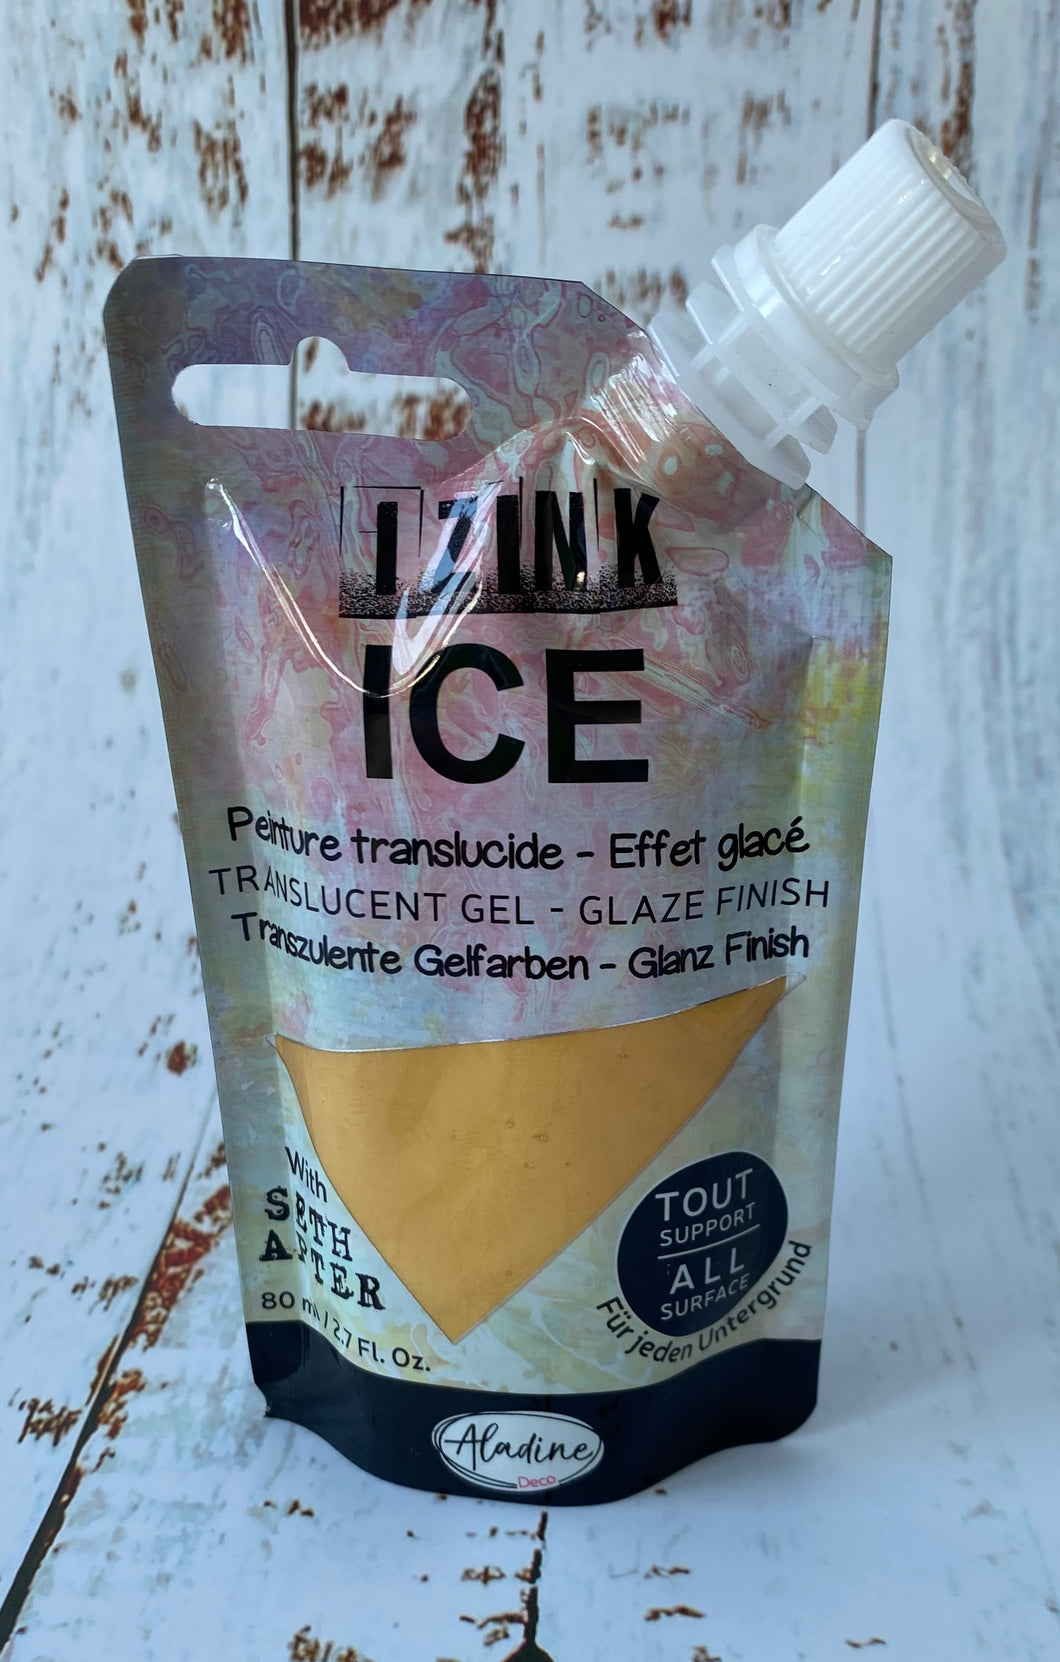 IZINK
ICE
Peinture translucide - Effet glacé
TRANSLUCENT GEL - GLAZE FINISH
Transzulente Gelfarben - Glanz Finish
With
SETH
APTER
80 ml / 2.7 Fl. Oz.
TOUT
SUPPORT
ALL
SURFACE
Für jeden Untergrund
Aladine
Deco